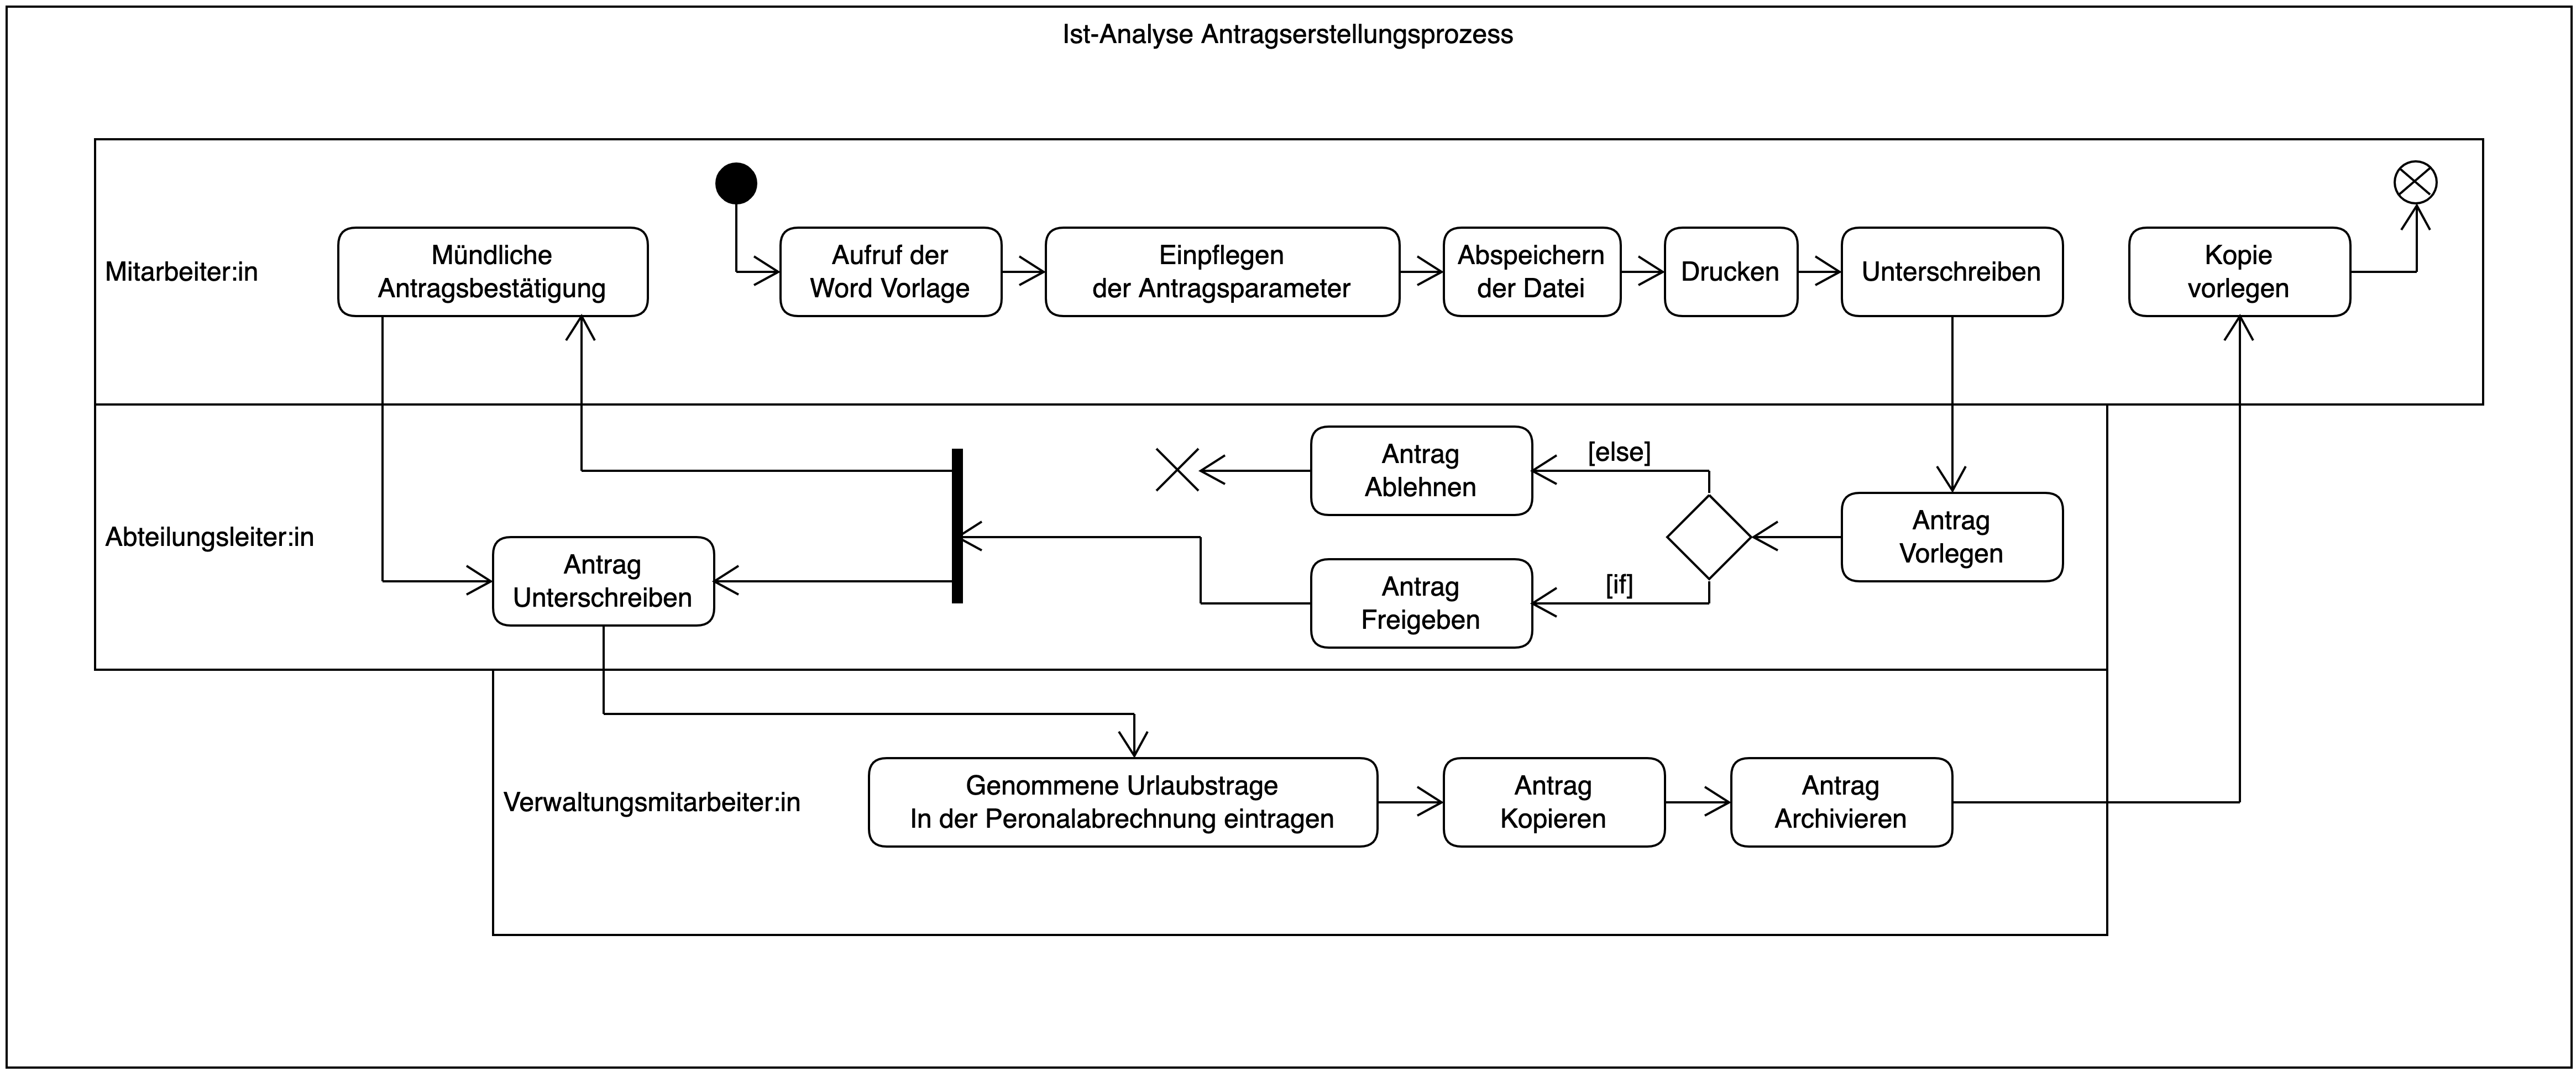 Ist-Analyse Antragserstellungsprozess
Mitarbeiter:in
Mündliche
Antragsbestätigung
Aufruf der
Word Vorlage
Einpflegen
der Antragsparameter
Abspeichern
der Datei
Drucken
Unterschreiben
Kopie
vorlegen
Abteilungsleiter:in
Antrag
Unterschreiben
Antrag
Ablehnen
[else]
Antrag
Freigeben
[if]
Antrag
Vorlegen
Verwaltungsmitarbeiter:in
Genommene Urlaubstrage
In der Peronalabrechnung eintragen
Antrag
Kopieren
Antrag
Archivieren